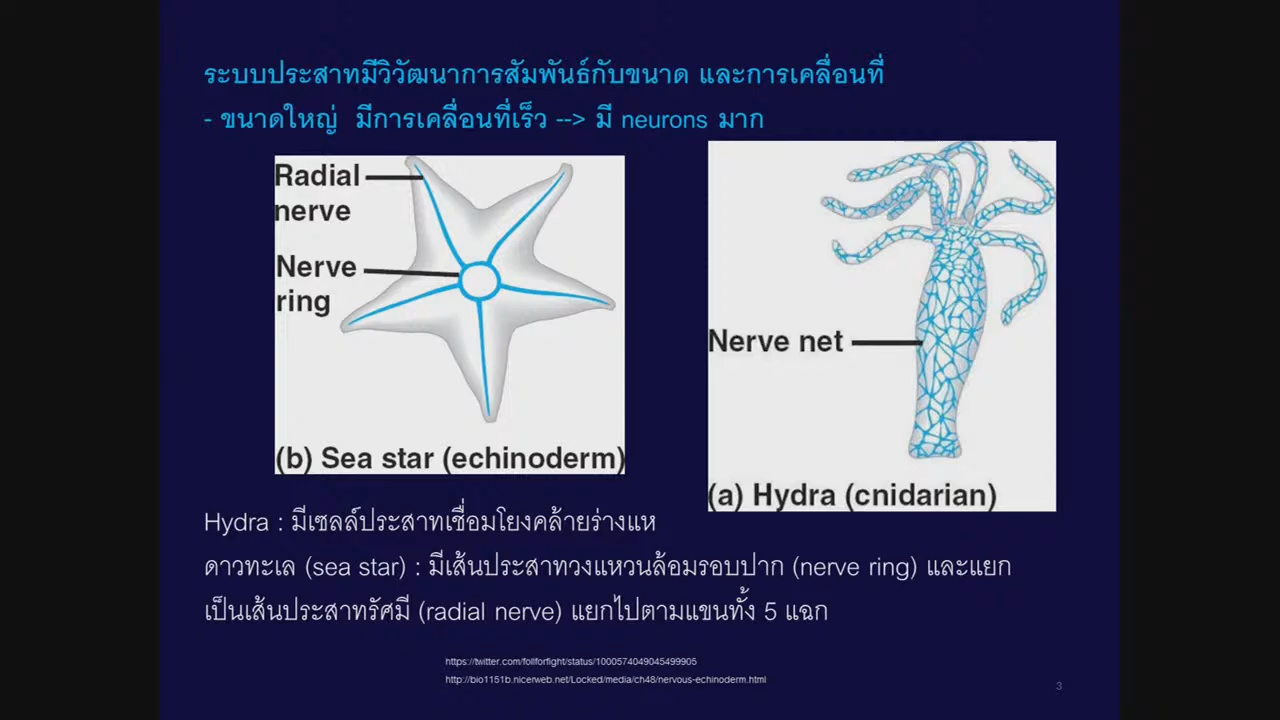 ระบบประสาทมีวิวัฒนาการสัมพันธ์กับขนาด และการเคลื่อนที่
- ขนาดใหญ่ มีการเคลื่อนที่เร็ว --> มี neurons มาก
Radial
nerve
Nerve
ring
(b) Sea star (echinoderm)
Nerve net
(a) Hydra (cnidarian)
Hydra : มีเซลล์ประสาทเชื่อมโยงคล้ายร่างแห
ดาวทะเล (sea star) : มีเส้นประสาทวงแหวนล้อมรอบปาก (nerve ring) และแยก
เป็นเส้นประสาทรัศมี (radial nerve) แยกไปตามแขนทั้ง 5 แฉก
https://twitter.com/follforfight/status/1000574049045499905
http://bio1151b.nicerweb.net/Locked/media/ch48/nervous-echinoderm.html
3